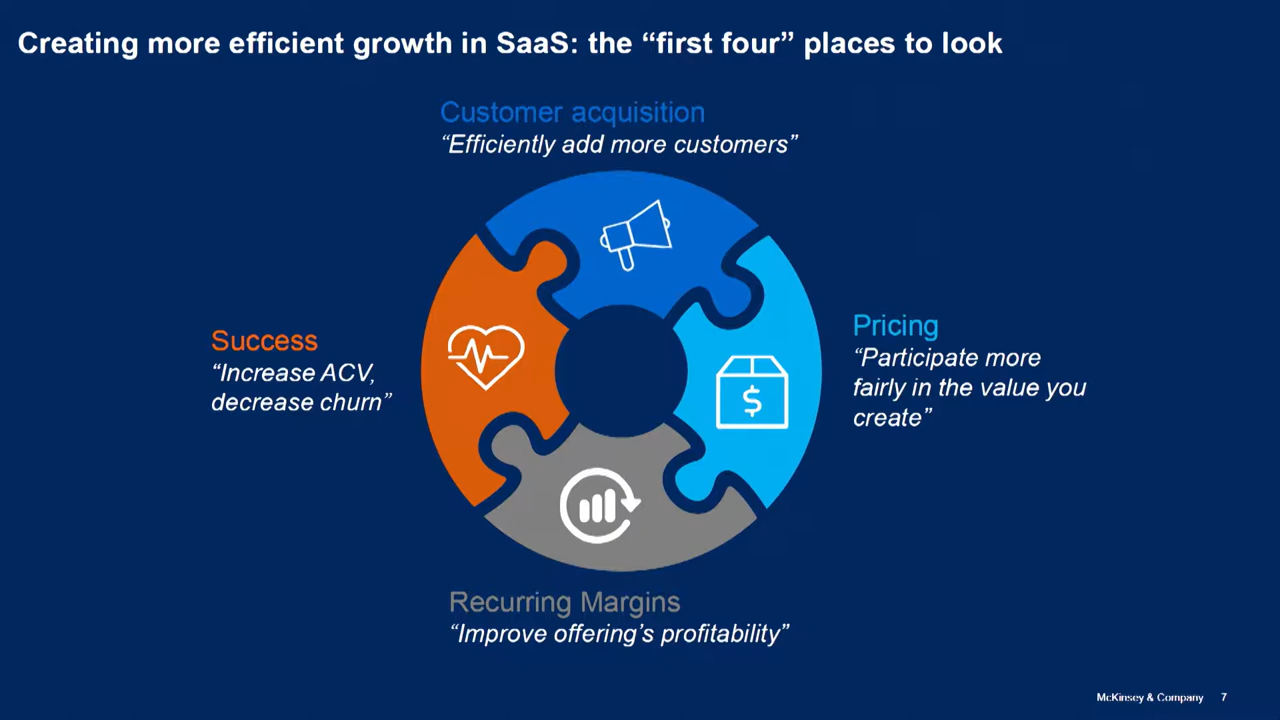 Creating more efficient growth in SaaS: the “first four” places to look
Customer acquisition
“Efficiently add more customers”
Success
“Increase ACV,
decrease churn”
Pricing
“Participate more
fairly in the value you
create”
$
Recurring Margins
“Improve offering’s profitability”
McKinsey & Company 7